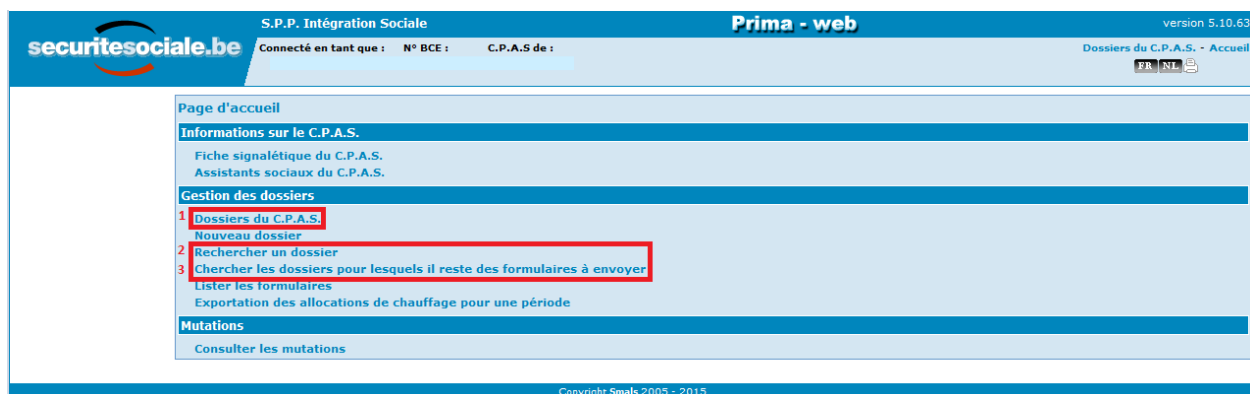 S.P.P. Intégration Sociale
Prima - web
version 5.10.63
securitesociale.be
Connecté en tant que : N° BCE : C.P.A.S de :
Dossiers du C.P.A.S. - Accueil
FR NL
Page d'accueil
Informations sur le C.P.A.S.
Fiche signalétique du C.P.A.S.
Assistants sociaux du C.P.A.S.
Gestion des dossiers
1 Dossiers du C.P.A.S.
Nouveau dossier
2 Rechercher un dossier
3 Chercher les dossiers pour lesquels il reste des formulaires à envoyer
Lister les formulaires
Exportation des allocations de chauffage pour une période
Mutations
Consulter les mutations
Copyright Smals 2005 - 2015